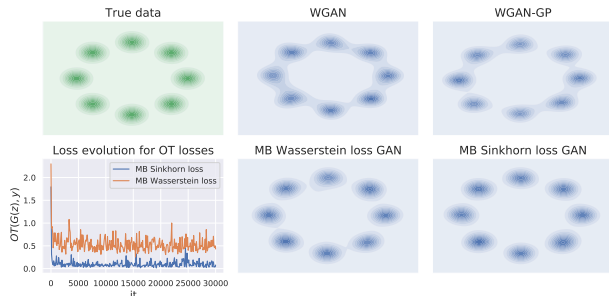 True data
WGAN
WGAN-GP
Loss evolution for OT losses
MB Wasserstein loss GAN
MB Sinkhorn loss GAN
MB Sinkhorn loss
MB Wasserstein loss
OT(G(z), y)
2.0
1.5
1.0
0.5
0.0
0 5000 10000 15000 20000 25000 30000
it